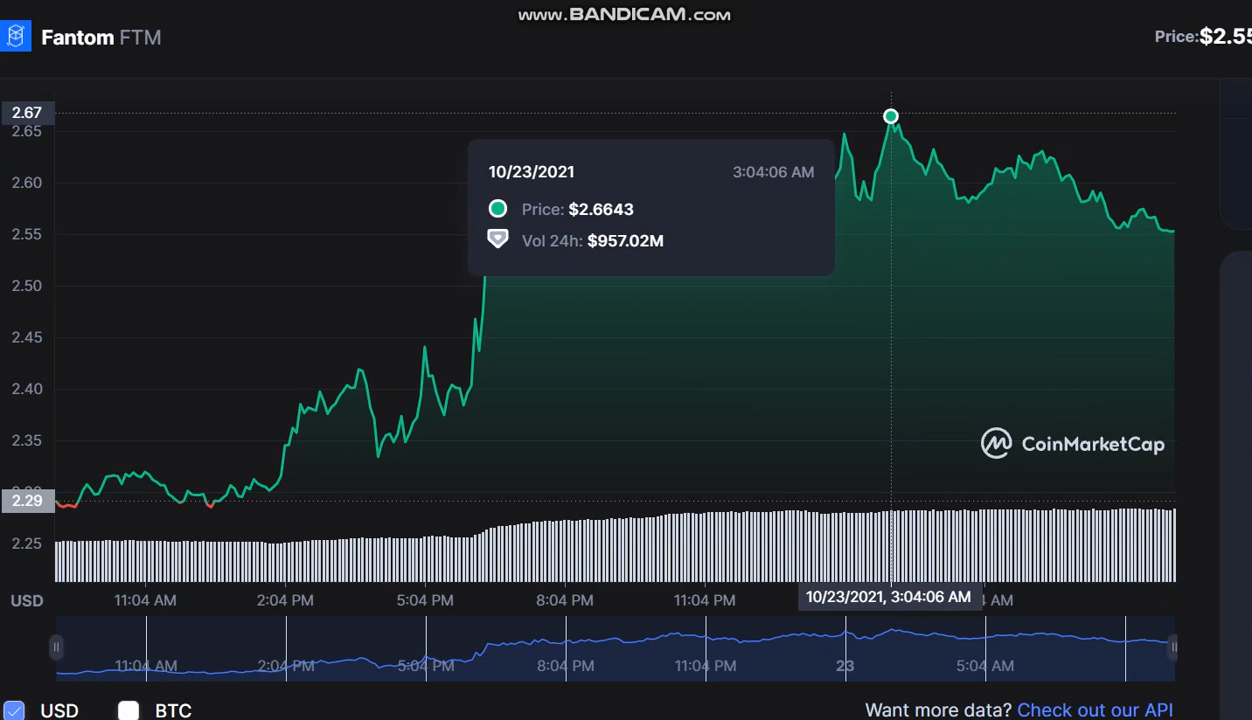 www.BANDICAM.com
Fantom FTM
Price:$2.55
2.67
2.65
10/23/2021 3:04:06 AM
2.60
Price: $2.6643
2.55
Vol 24h: $957.02M
2.50
2.45
2.40
2.35
CoinMarketCap
2.29
2.25
USD 11:04 AM 2:04 PM 5:04 PM 8:04 PM 11:04 PM 10/23/2021, 3:04:06 AM 4 AM
11:04 AM 2:04 PM 5:04 PM 8:04 PM 11:04 PM 23 5:04 AM
USD BTC Want more data? Check out our API